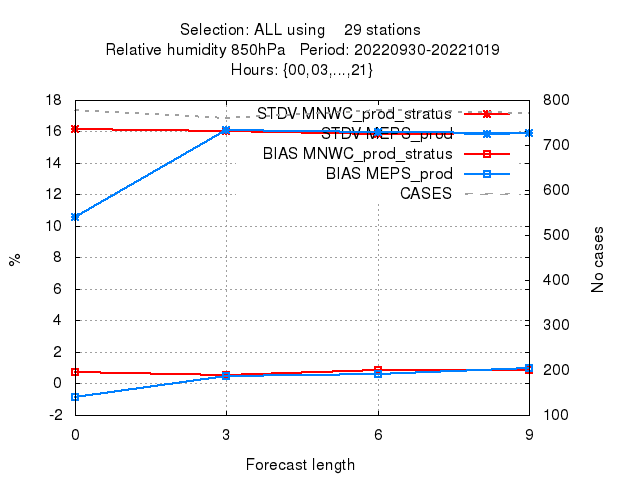 Selection: ALL using 29 stations
Relative humidity 850hPa Period: 20220930-20221019
Hours: {00,03,...,21}
18
16
14
12
10
8
6
4
2
0
-2
%
STDV MNWC_prod_stratus
STDV MEPS_prod
BIAS MNWC_prod_stratus
BIAS MEPS_prod
CASES
800
700
600
500
400
300
200
100
No cases
0 3 6 9
Forecast length